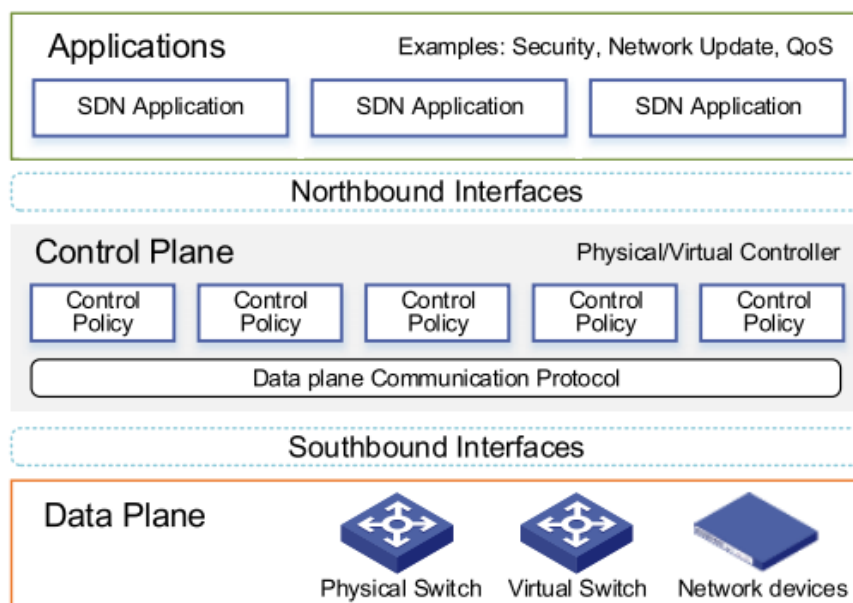 Applications
Examples: Security, Network Update, QoS
SDN Application
SDN Application
SDN Application
Northbound Interfaces
Control Plane
Physical/Virtual Controller
Control
Policy
Control
Policy
Control
Policy
Control
Policy
Control
Policy
Data plane Communication Protocol
Southbound Interfaces
Data Plane
Physical Switch
Virtual Switch
Network devices